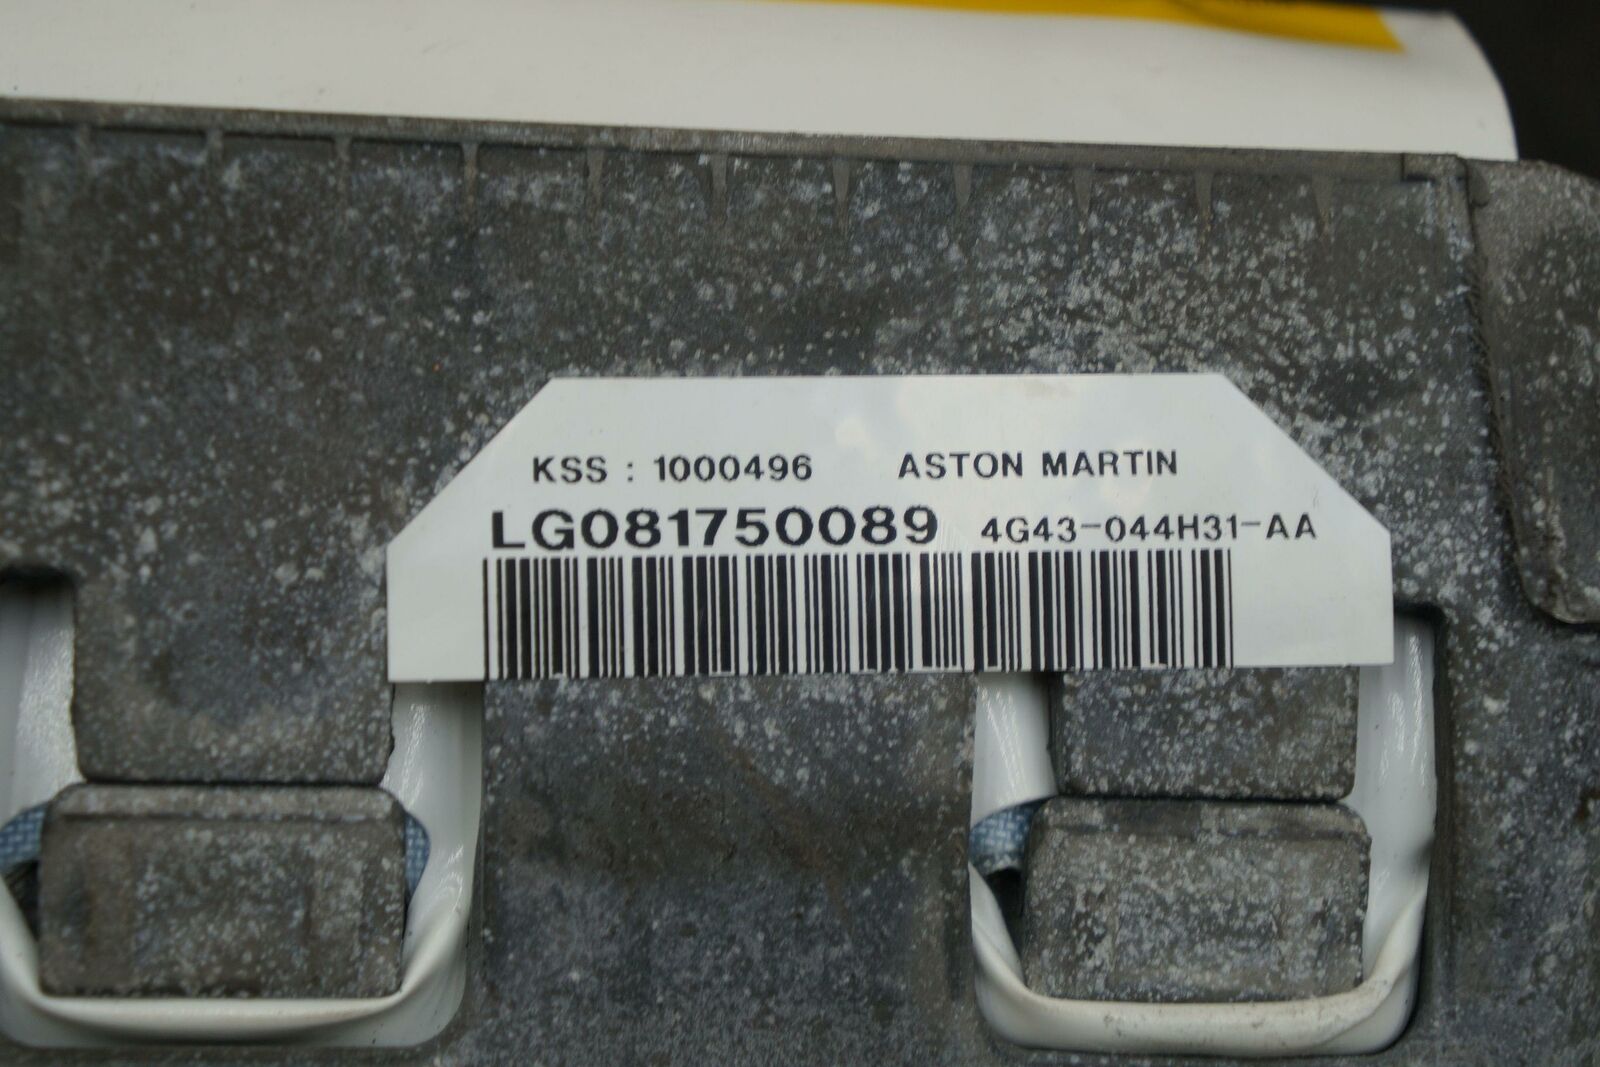 KSS : 1000496 ASTON MARTIN
LG081750089 4G43-044H31-AA